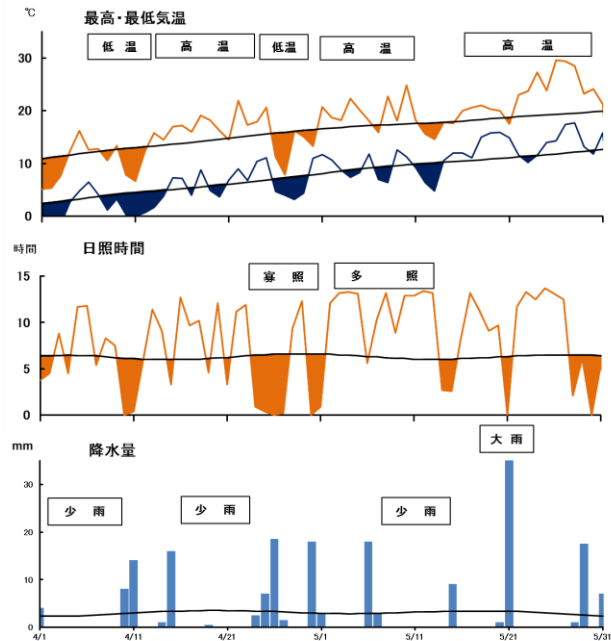 ℃
最高・最低気温
低 温
高 温
低温
高 温
高 温
30
20
10
0
時間
日照時間
寡 照
多 照
15
10
5
0
mm
降水量
大 雨
少 雨
少 雨
少 雨
30
20
10
0
4/1
4/11
4/21
5/1
5/11
5/21
5/31